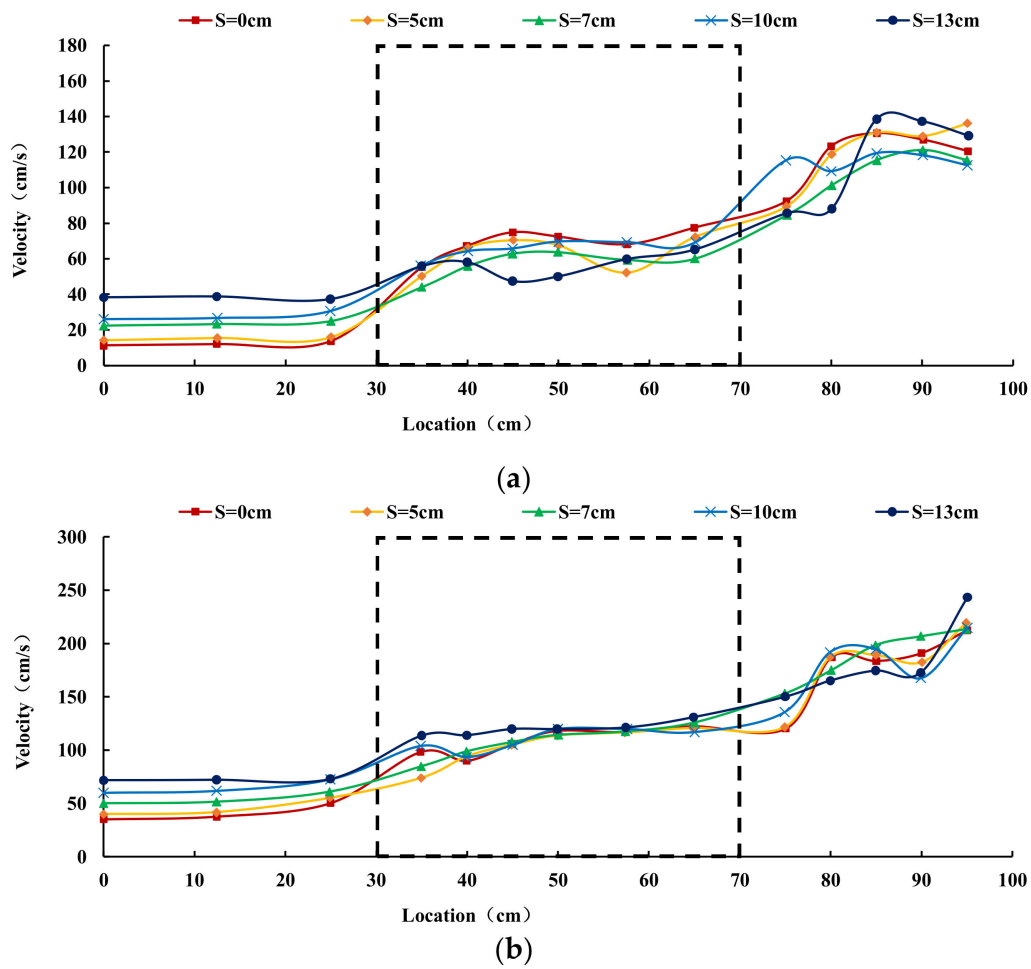 S=0cm S=5cm S=7cm S=10cm S=13cm
180
160
140
120
100
80
60
40
20
0
Velocity（cm/s）
0 10 20 30 40 50 60 70 80 90 100
Location（cm）
(a)
S=0cm S=5cm S=7cm S=10cm S=13cm
300
250
200
150
100
50
0
Velocity（cm/s）
0 10 20 30 40 50 60 70 80 90 100
Location（cm）
(b)